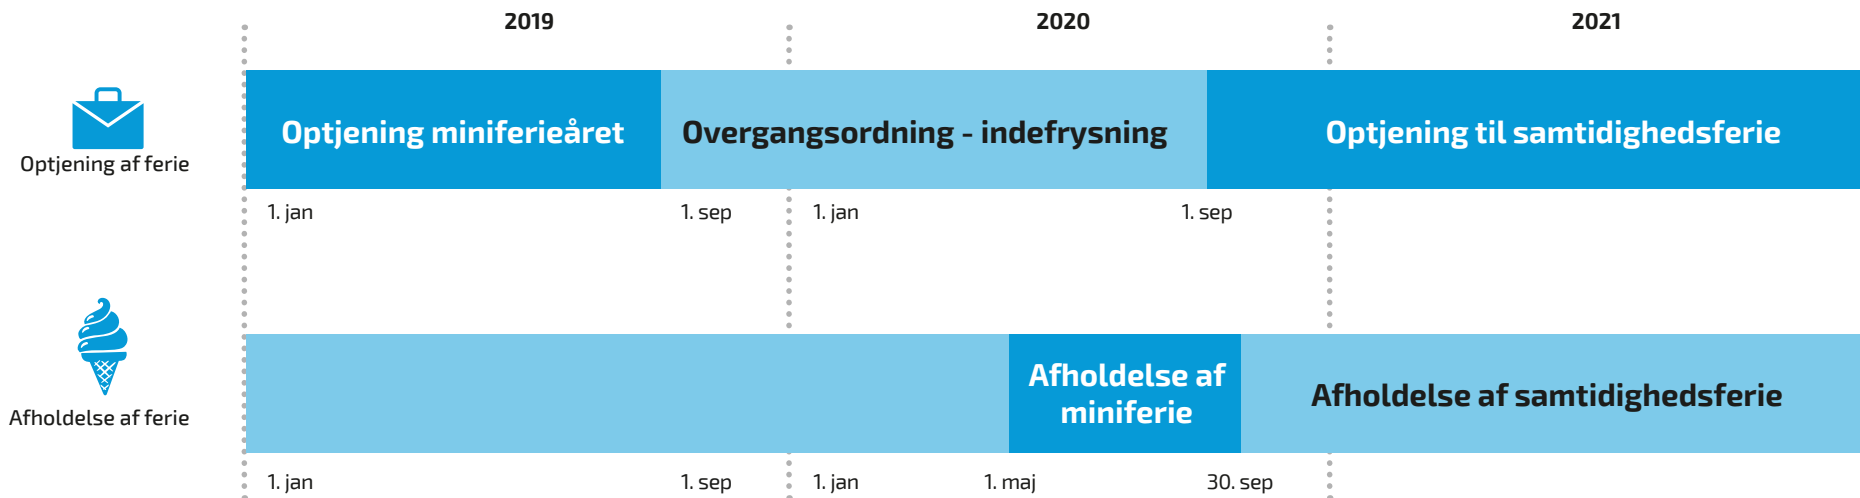 2019
2020
2021
Optjening af ferie
Optjening miniferieåret
Overgangsordning - indefrysning
Optjening til samtidighedsferie
1. jan
1. sep
1. jan
1. sep
Afholdelse af ferie
Afholdelse af
miniferie
Afholdelse af samtidighedsferie
1. jan
1. sep
1. jan
1. maj
30. sep